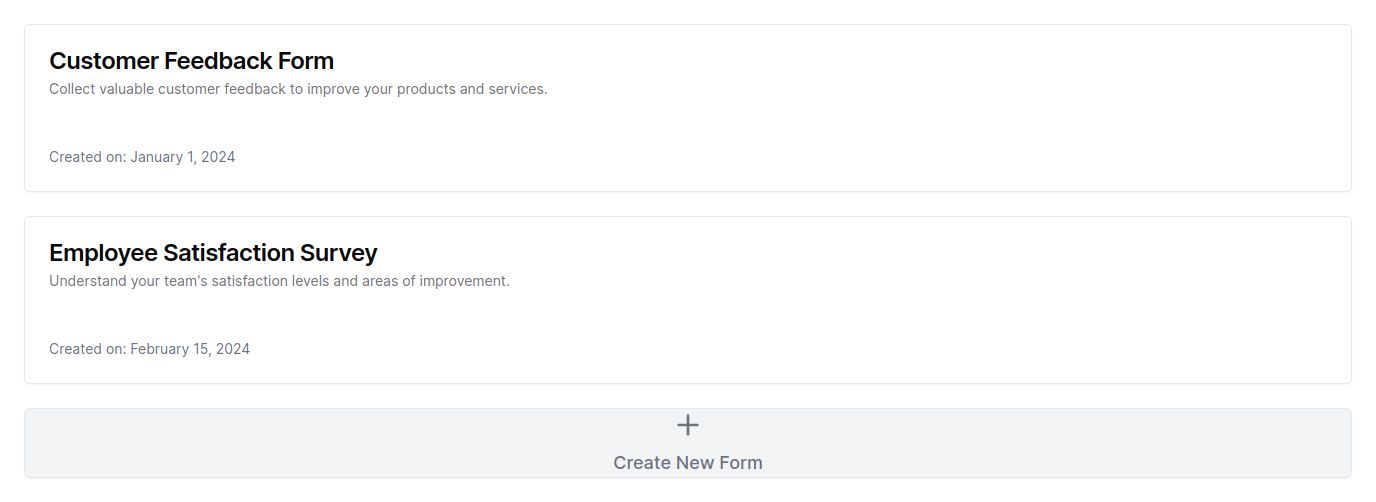 Customer Feedback Form
Collect valuable customer feedback to improve your products and services.
Created on: January 1, 2024
Employee Satisfaction Survey
Understand your team's satisfaction levels and areas of improvement.
Created on: February 15, 2024
Create New Form